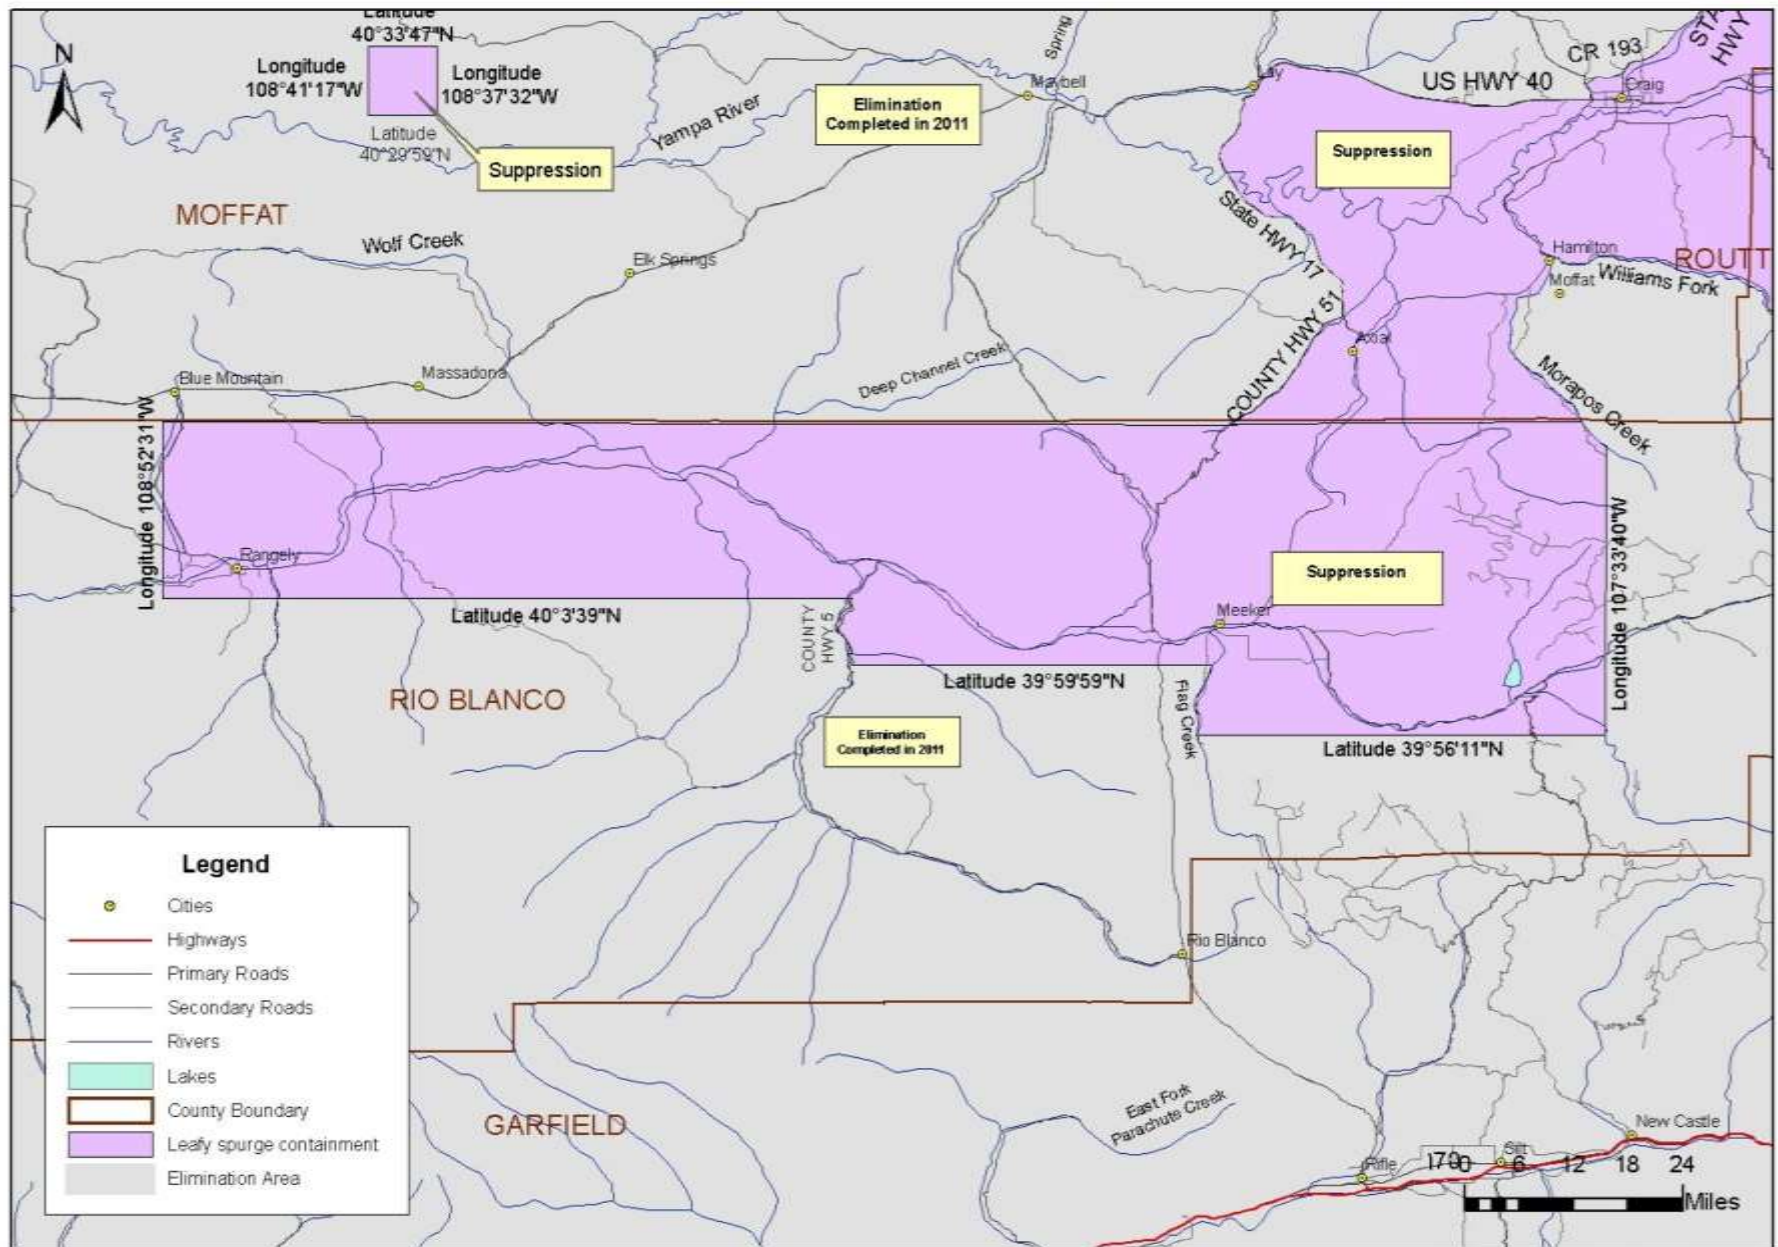 Latitude
40°33'47"N
N
Longitude
108°41'17"W
Longitude
108°37'32"W
Latitude
40°29'59"N
Suppression
Yampa River
Elimination
Completed in 2011
Spring
Maybell
Lay
US HWY 40
CR 193
Craig
HWY
Suppression
MOFFAT
Wolf Creek
Elk Springs
State HWY 17
Hamilton
Moffat
Williams Fork
ROUTT
COUNTY HWY 51
Axial
Deep Channel Creek
Blue Mountain
Massadona
Morapos Creek
Longitude 108°52'31"W
Rangely
Latitude 40°3'39"N
COUNTY
HWY 5
Suppression
Meeker
Longitude 107°33'40"W
Latitude 39°59'59"N
Flag Creek
Latitude 39°56'11"N
RIO BLANCO
Elimination
Completed in 2011
Rio Blanco
Legend
Cities
Highways
Primary Roads
Secondary Roads
Rivers
Lakes
County Boundary
Leafy spurge containment
Elimination Area
GARFIELD
East Fork
Parachute Creek
New Castle
Silt
Rifle
I70
0 6 12 18 24
Miles